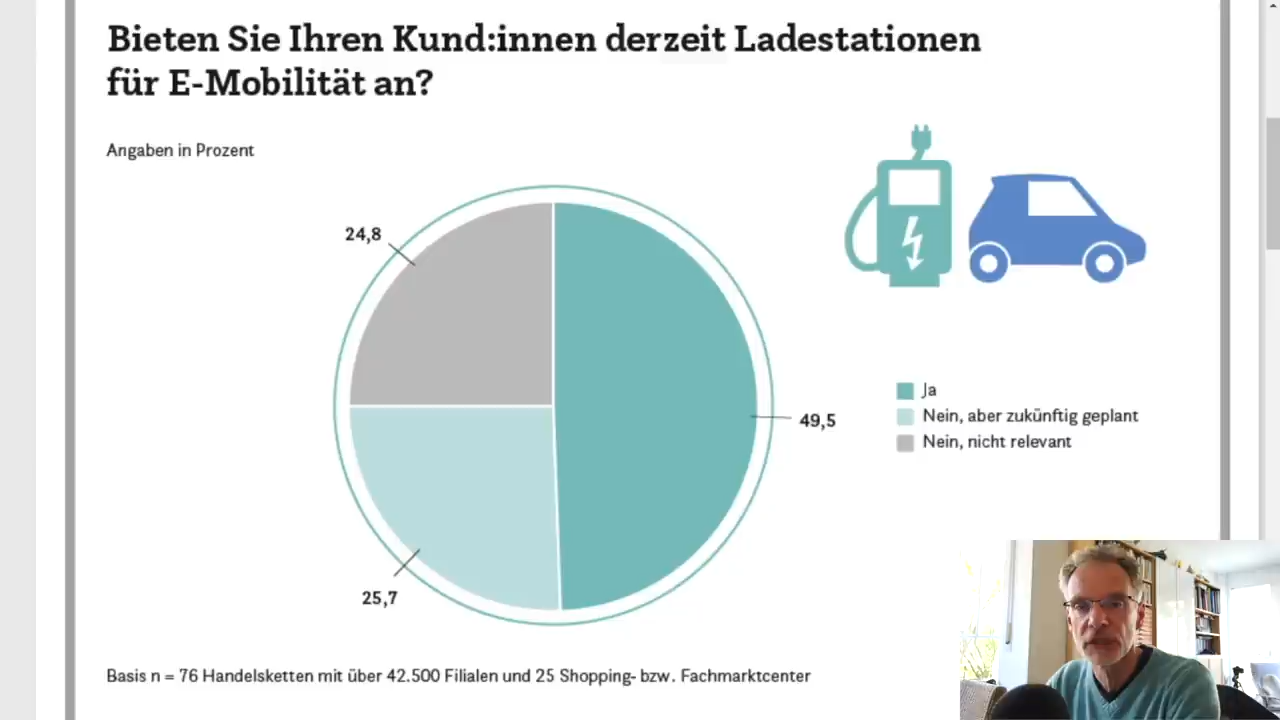 Bieten Sie Ihren Kund:innen derzeit Ladestationen
für E-Mobilität an?
Angaben in Prozent
24,8
49,5
25,7
Ja
Nein, aber zukünftig geplant
Nein, nicht relevant
Basis n = 76 Handelsketten mit über 42.500 Filialen und 25 Shopping- bzw. Fachmarktcenter